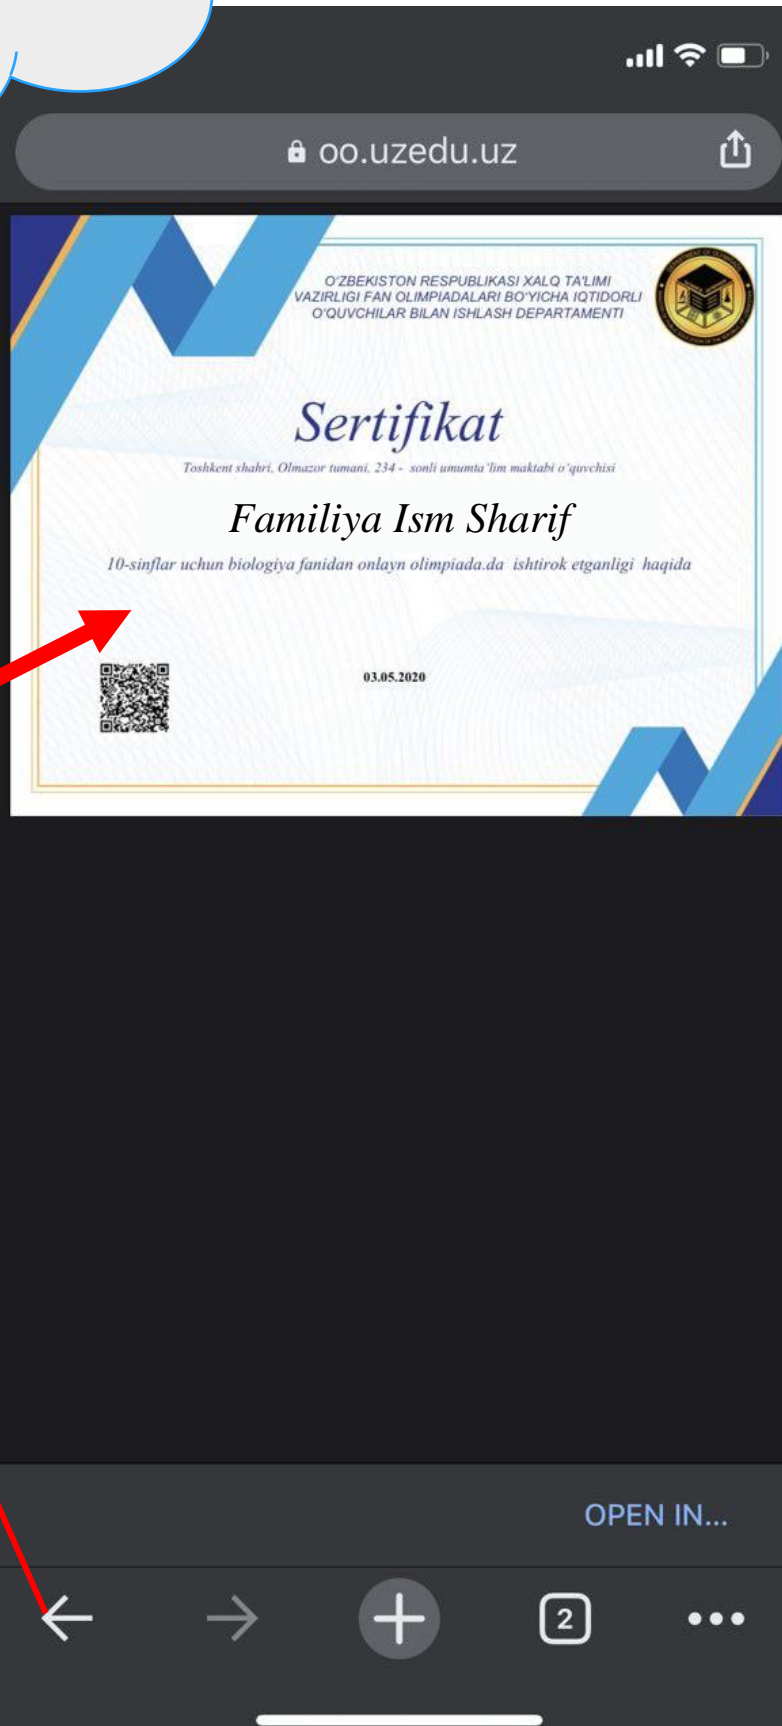 oo.uzedu.uz
O'ZBEKISTON RESPUBLIKASI XALQ TA'LIMI
VAZIRLIGI FAN OLIMPIADALARI BO'YICHA IQTIDORLI
O'QUVCHILAR BILAN ISHLASH DEPARTAMENTI
Sertifikat
Toshkent shahri, Olmazor tumani, 234 - sonli umumta'lim maktabi o'quvchisi
Familiya Ism Sharif
10-sinflar uchun biologiya fanidan onlayn olimpiada.da ishtirok etganligi haqida
03.05.2020
OPEN IN...
2